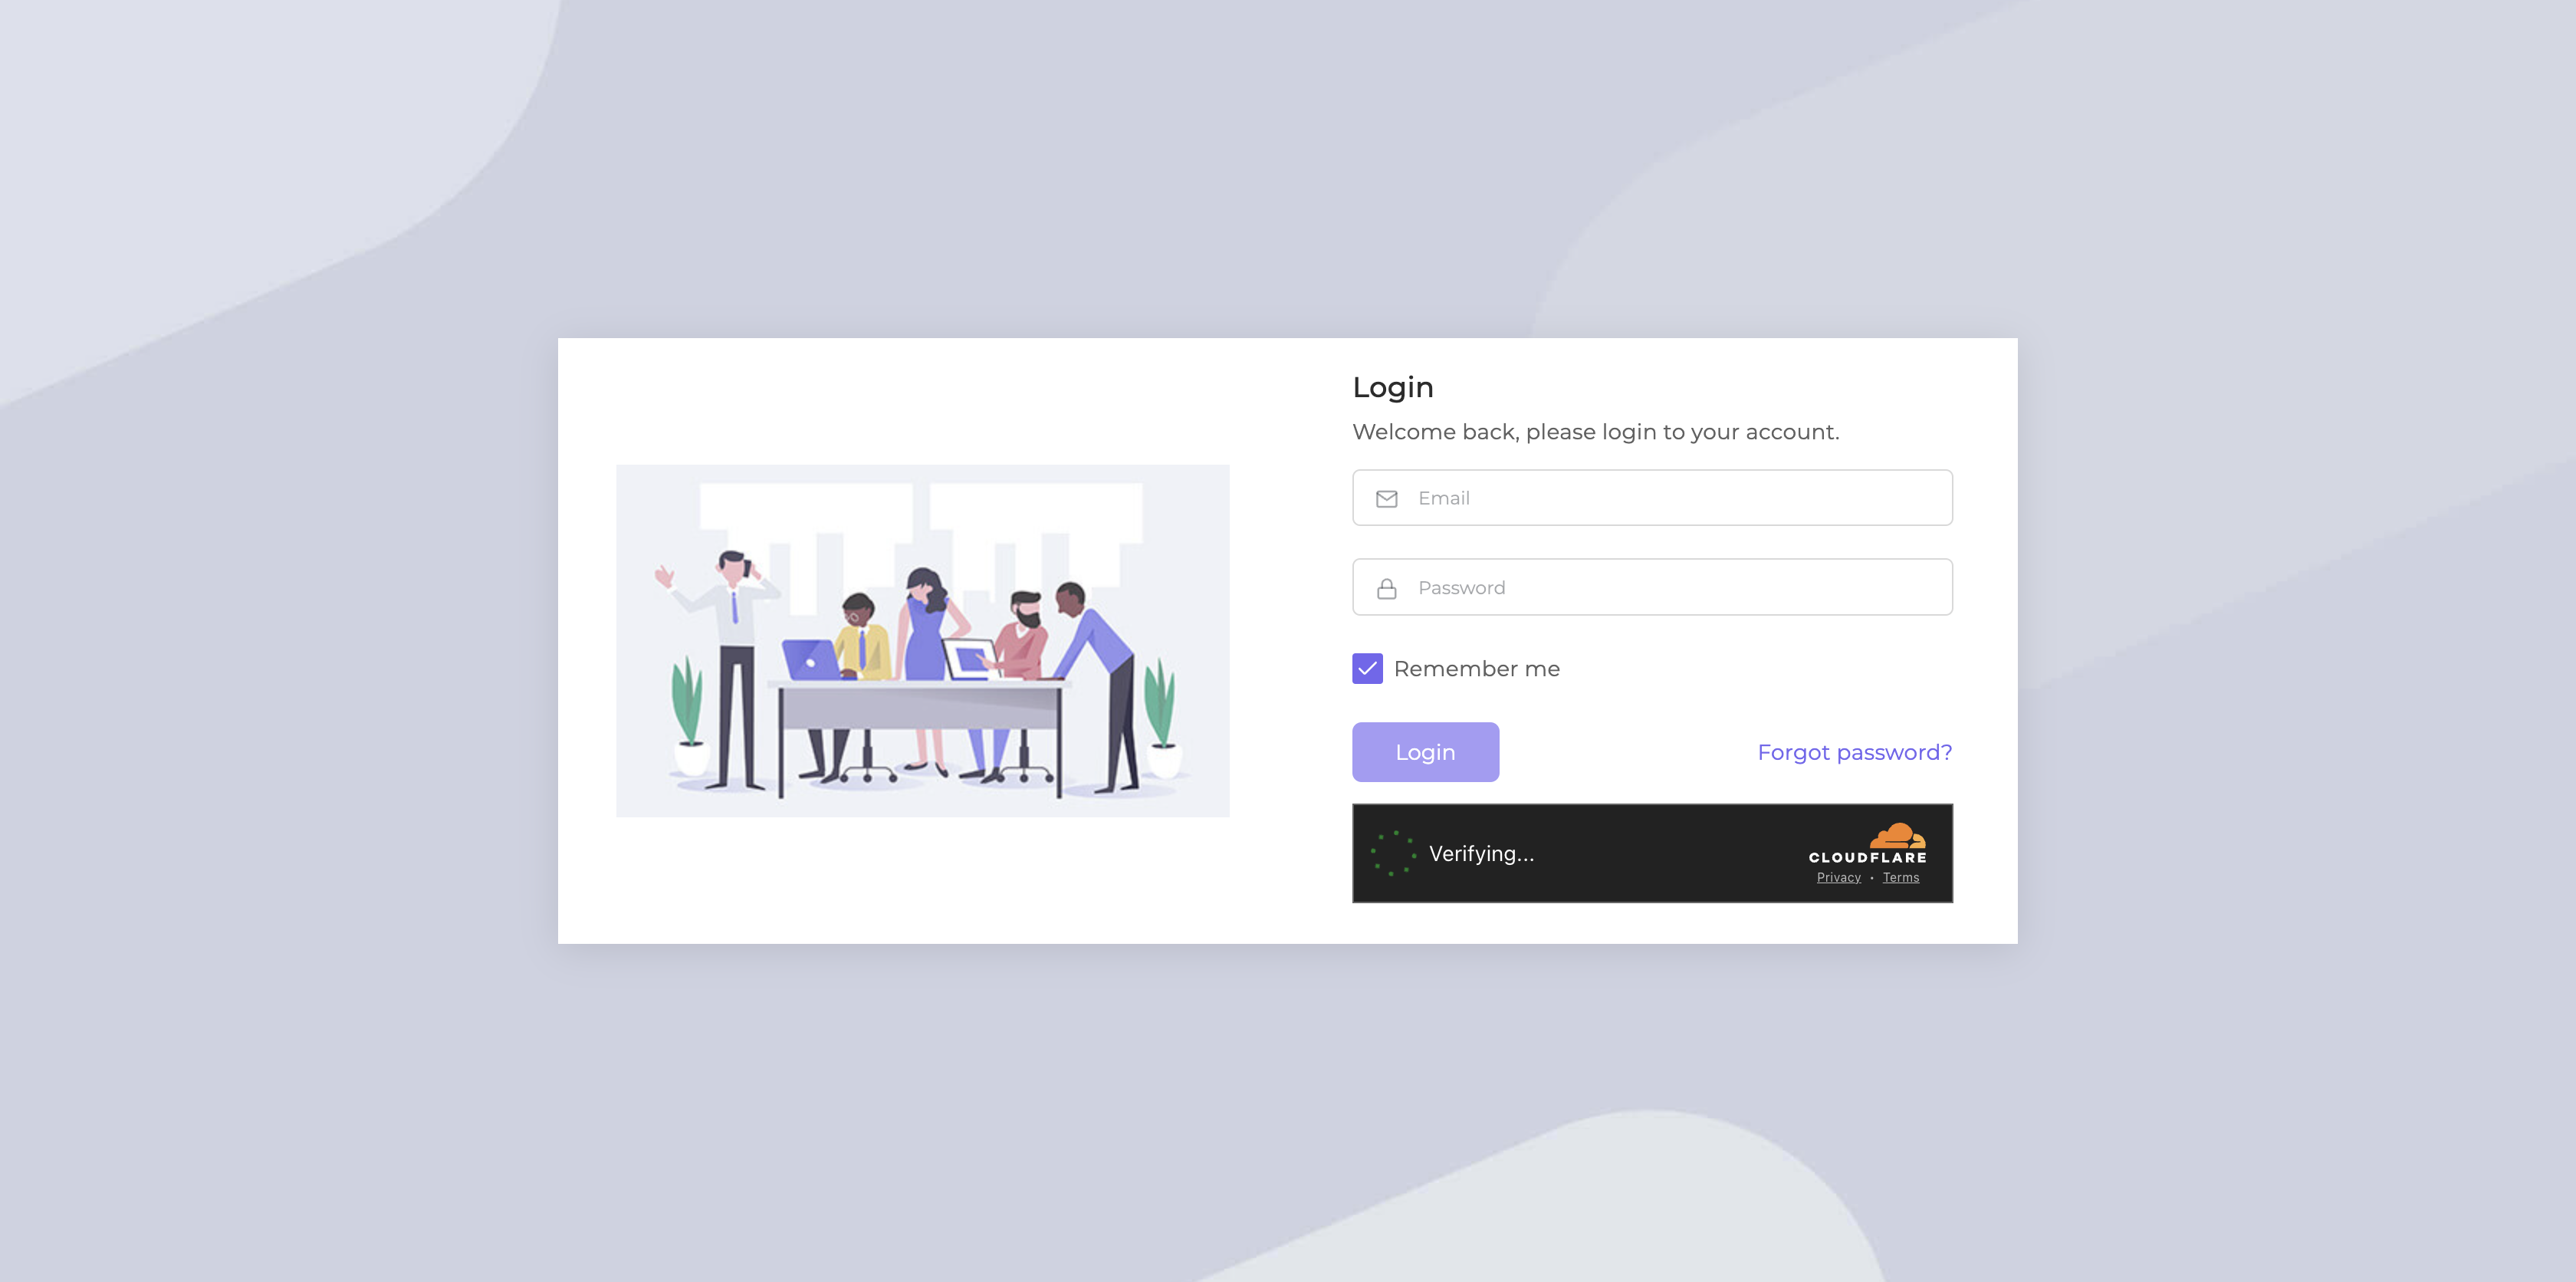 Login
Welcome back, please login to your account.
Email
Password
Remember me
Login
Forgot password?
Verifying...
CLOUDFLARE
Privacy • Terms